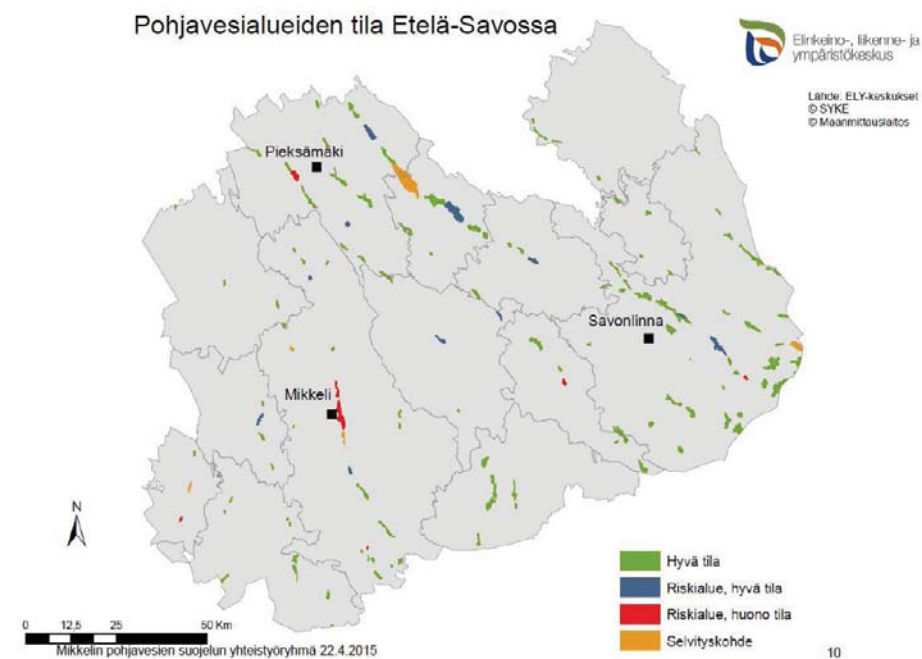 Pohjavesialueiden tila Etelä-Savossa
Elinkeino-, liikenne- ja
ympäristökeskus
Lähde: ELY-keskukset
© SYKE
© Maanmittauslaitos
Pieksämäki
Savonlinna
Mikkeli
N
Hyvä tila
Riskialue, hyvä tila
Riskialue, huono tila
Selvityskohde
0 12,5 25 50 Km
Mikkelin pohjavesien suojelun yhteistyöryhmä 22.4.2015
10